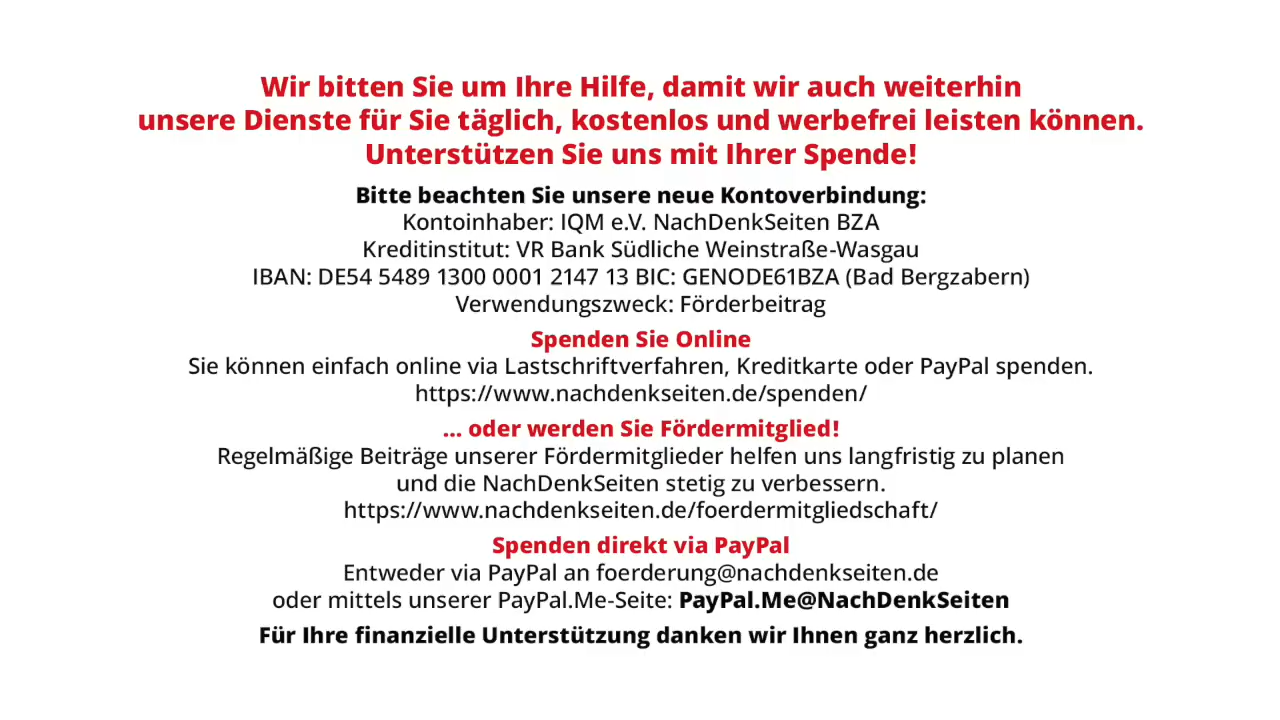 Wir bitten Sie um Ihre Hilfe, damit wir auch weiterhin
unsere Dienste für Sie täglich, kostenlos und werbefrei leisten können.
Unterstützen Sie uns mit Ihrer Spende!
Bitte beachten Sie unsere neue Kontoverbindung:
Kontoinhaber: IQM e.V. NachDenkSeiten BZA
Kreditinstitut: VR Bank Südliche Weinstraße-Wasgau
IBAN: DE54 5489 1300 0001 2147 13 BIC: GENODE61BZA (Bad Bergzabern)
Verwendungszweck: Förderbeitrag
Spenden Sie Online
Sie können einfach online via Lastschriftverfahren, Kreditkarte oder PayPal spenden.
https://www.nachdenkseiten.de/spenden/
... oder werden Sie Fördermitglied!
Regelmäßige Beiträge unserer Fördermitglieder helfen uns langfristig zu planen
und die NachDenkSeiten stetig zu verbessern.
https://www.nachdenkseiten.de/foerdermitgliedschaft/
Spenden direkt via PayPal
Entweder via PayPal an foerderung@nachdenkseiten.de
oder mittels unserer PayPal.Me-Seite: PayPal.Me@NachDenkSeiten
Für Ihre finanzielle Unterstützung danken wir Ihnen ganz herzlich.